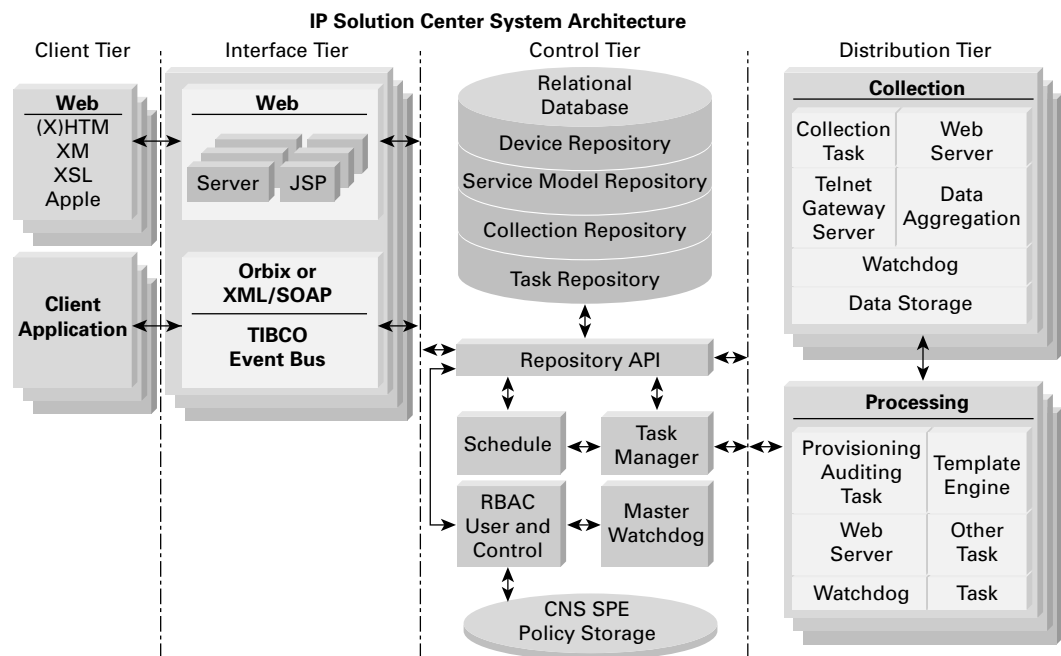 IP Solution Center System Architecture
Client Tier
Interface Tier
Control Tier
Distribution Tier
Web
(X)HTM
XM
XSL
Apple
Client
Application
Web
Server
JSP
Orbix or
XML/SOAP
TIBCO
Event Bus
Relational
Database
Device Repository
Service Model Repository
Collection Repository
Task Repository
Repository API
Schedule
Task
Manager
RBAC
User and
Control
Master
Watchdog
CNS SPE
Policy Storage
Collection
Collection
Task
Web
Server
Telnet
Gateway
Server
Data
Aggregation
Watchdog
Data Storage
Processing
Provisioning
Auditing
Task
Template
Engine
Web
Server
Other
Task
Watchdog
Task